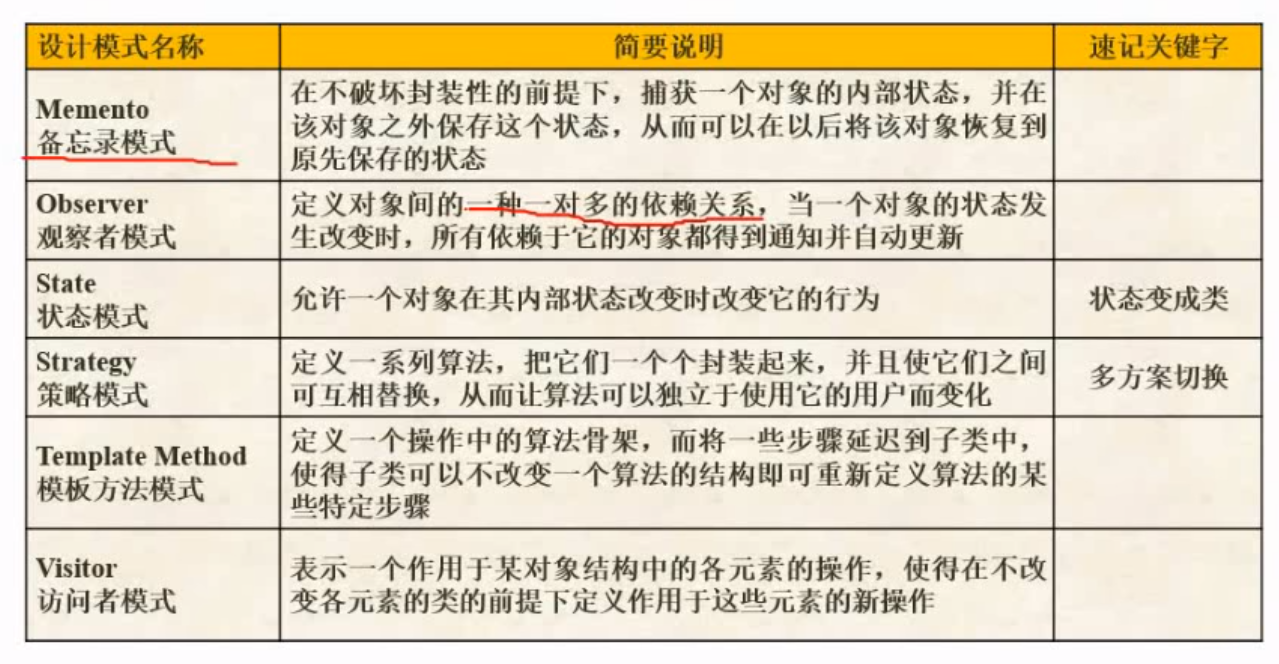 设计模式名称
简要说明
速记关键字
Memento
备忘录模式
在不破坏封装性的前提下，捕获一个对象的内部状态，并在
该对象之外保存这个状态，从而可以在以后将该对象恢复到
原先保存的状态
Observer
观察者模式
定义对象间的一种一对多的依赖关系，当一个对象的状态发
生改变时，所有依赖于它的对象都得到通知并自动更新
State
状态模式
允许一个对象在其内部状态改变时改变它的行为
状态变成类
Strategy
策略模式
定义一系列算法，把它们一个个封装起来，并且使它们之间
可互相替换，从而让算法可以独立于使用它的用户而变化
多方案切换
Template Method
模板方法模式
定义一个操作中的算法骨架，而将一些步骤延迟到子类中，
使得子类可以不改变一个算法的结构即可重新定义算法的某
些特定步骤
Visitor
访问者模式
表示一个作用于某对象结构中的各元素的操作，使得在不改
变各元素的类的前提下定义作用于这些元素的新操作